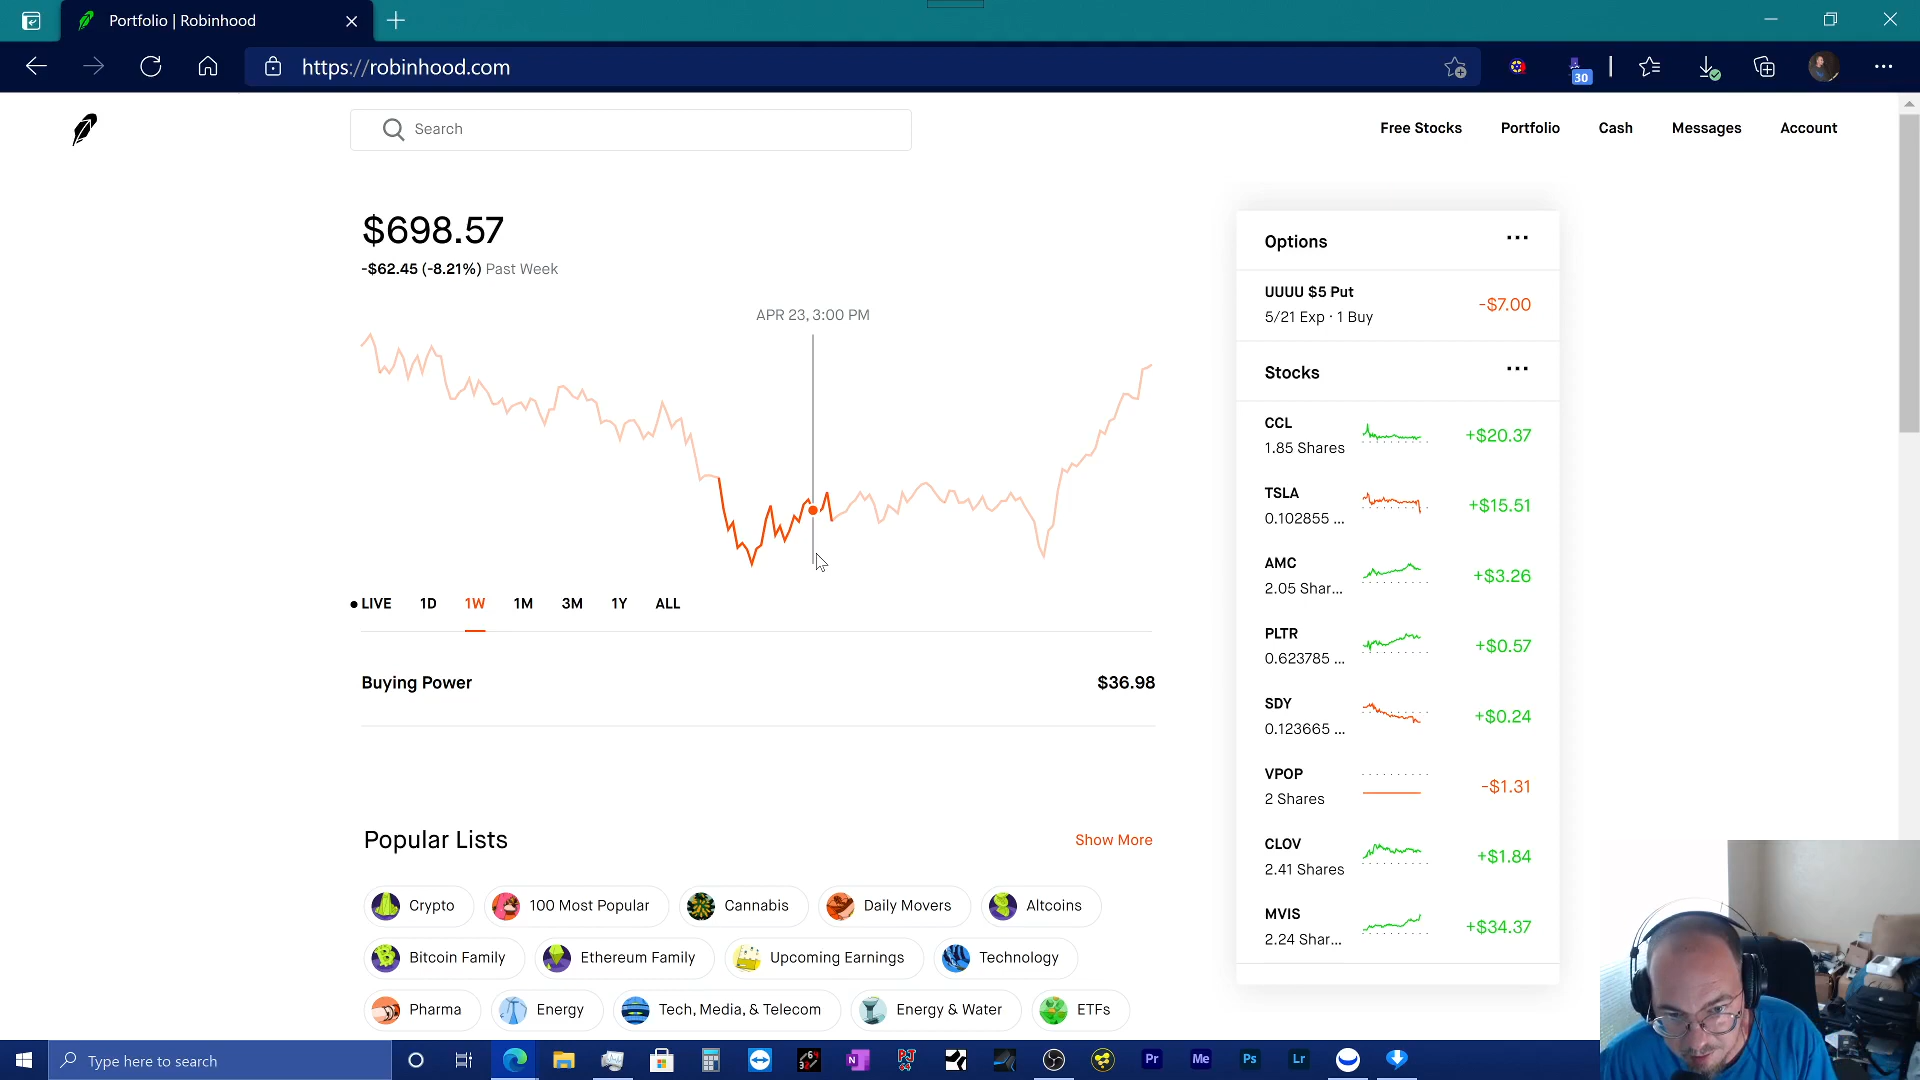 Portfolio | Robinhood
https://robinhood.com
30
Search
Free Stocks Portfolio Cash Messages Account
$698.57
-$62.45 (-8.21%) Past Week
APR 23, 3:00 PM
LIVE 1D 1W 1M 3M 1Y ALL
Buying Power $36.98
Popular Lists Show More
Crypto 100 Most Popular Cannabis Daily Movers Altcoins
Bitcoin Family Ethereum Family Upcoming Earnings Technology
Pharma Energy Tech, Media, & Telecom Energy & Water ETFs
Options ...
UUUU $5 Put -$7.00
5/21 Exp · 1 Buy
Stocks ...
CCL +$20.37
1.85 Shares
TSLA +$15.51
0.102855 ...
AMC +$3.26
2.05 Shar...
PLTR +$0.57
0.623785 ...
SDY +$0.24
0.123665 ...
VPOP -$1.31
2 Shares
CLOV +$1.84
2.41 Shares
MVIS +$34.37
2.24 Shar...
Type here to search
Pr Me Ps Lr